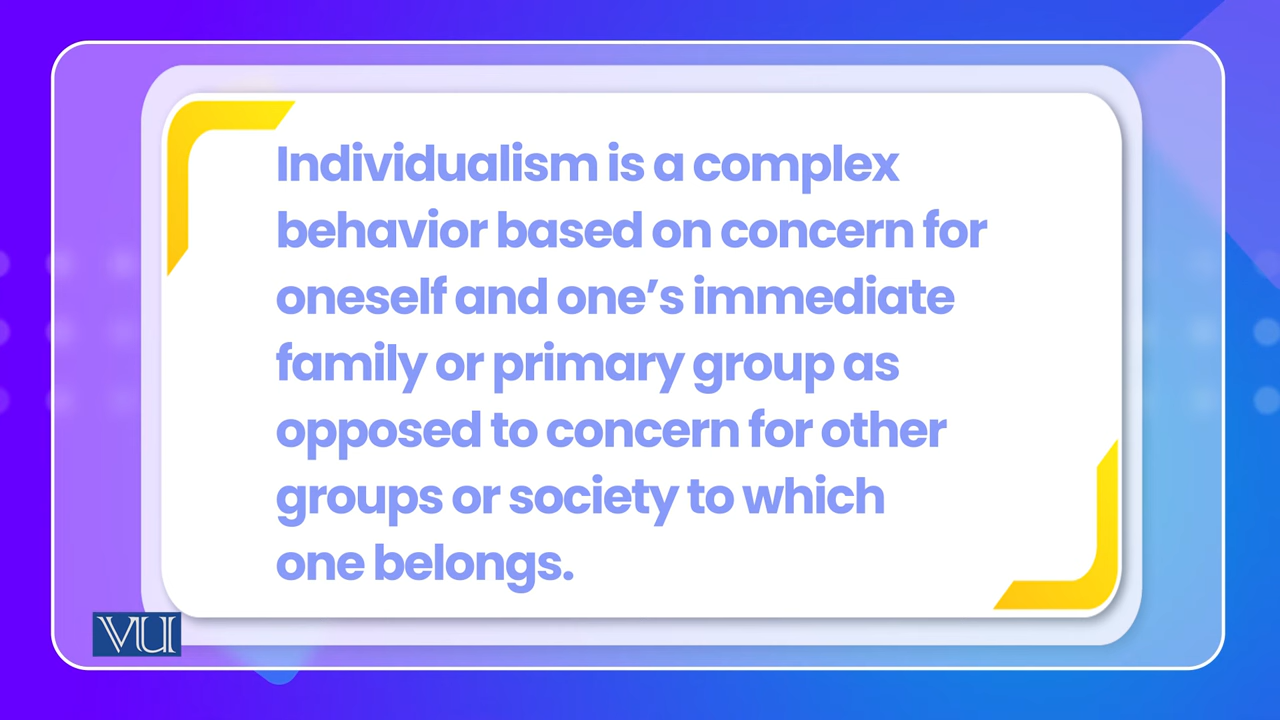 Individualism is a complex
behavior based on concern for
oneself and one’s immediate
family or primary group as
opposed to concern for other
groups or society to which
one belongs.
VU